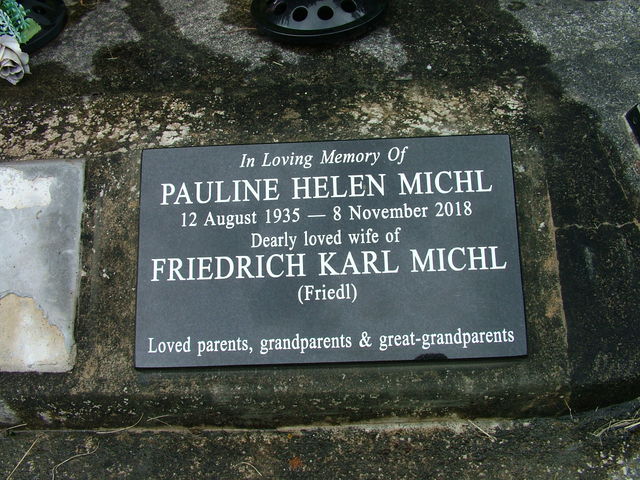 In Loving Memory Of
PAULINE HELEN MICHL
12 August 1935 — 8 November 2018
Dearly loved wife of
FRIEDRICH KARL MICHL
(Friedl)
Loved parents, grandparents & great-grandparents